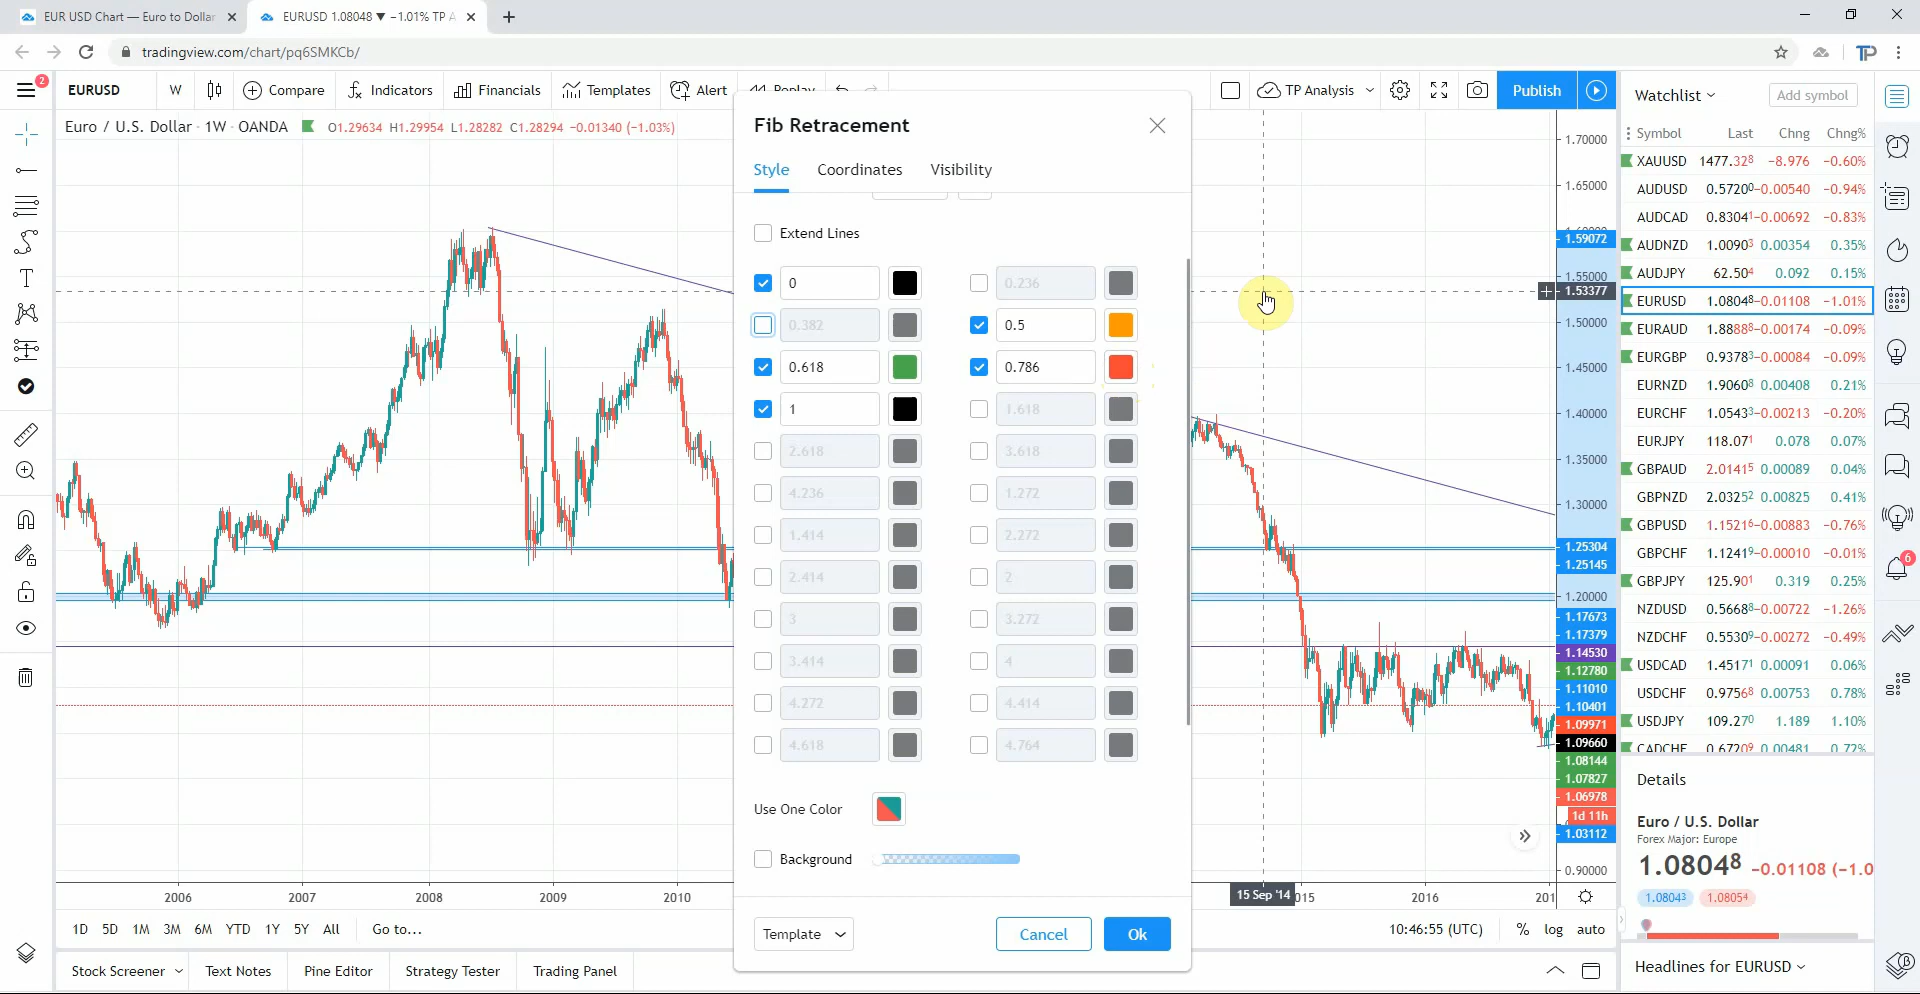 EUR USD Chart — Euro to Dollar
EURUSD 1.08048 ▼ −1.01% TP A
tradingview.com/chart/pq6SMKCb/
2
EURUSD
W
Compare
Indicators
Financials
Templates
Alert
Replay
TP Analysis
Publish
Euro / U.S. Dollar · 1W · OANDA
O1.29634 H1.29954 L1.28282 C1.28294 −0.01340 (−1.03%)
Fib Retracement
Style
Coordinates
Visibility
Extend Lines
0
0.236
0.382
0.5
0.618
0.786
1
1.618
2.618
3.618
4.236
1.272
1.414
2.272
2.414
2
3
3.272
3.414
4
4.272
4.414
4.618
4.764
Use One Color
Background
Template
Cancel
Ok
1.70000
1.65000
1.59072
1.55000
1.53377
1.50000
1.45000
1.40000
1.35000
1.30000
1.25304
1.25145
1.20000
1.17673
1.17379
1.14530
1.12780
1.11010
1.10401
1.09971
1.09660
1.08144
1.07827
1.06978
1d 11h
1.03112
0.90000
2006
2007
2008
2009
2010
15 Sep '14
015
2016
201
1D 5D 1M 3M 6M YTD 1Y 5Y All
Go to...
10:46:55 (UTC)
% log auto
Stock Screener
Text Notes
Pine Editor
Strategy Tester
Trading Panel
Watchlist
Add symbol
Symbol Last Chng Chng%
XAUUSD 1477.328 -8.976 −0.60%
AUDUSD 0.57200 -0.00540 −0.94%
AUDCAD 0.83041 -0.00692 −0.83%
AUDNZD 1.00903 0.00354 0.35%
AUDJPY 62.504 0.092 0.15%
EURUSD 1.08048 -0.01108 −1.01%
EURAUD 1.88888 -0.00174 −0.09%
EURGBP 0.93783 -0.00084 −0.09%
EURNZD 1.90608 0.00408 0.21%
EURCHF 1.05433 -0.00213 −0.20%
EURJPY 118.071 0.078 0.07%
GBPAUD 2.01415 0.00089 0.04%
GBPNZD 2.03252 0.00825 0.41%
GBPUSD 1.15216 -0.00883 −0.76%
GBPCHF 1.12419 -0.00010 −0.01%
GBPJPY 125.901 0.319 0.25%
NZDUSD 0.56688 -0.00722 −1.26%
NZDCHF 0.55309 -0.00272 −0.49%
USDCAD 1.45171 0.00091 0.06%
USDCHF 0.97568 0.00753 0.78%
USDJPY 109.270 1.189 1.10%
CADCHF 0.67209 0.00481 0.72%
Details
Euro / U.S. Dollar
Forex Major: Europe
1.08048 −0.01108 (−1.0
1.08043
1.08054
Headlines for EURUSD
6